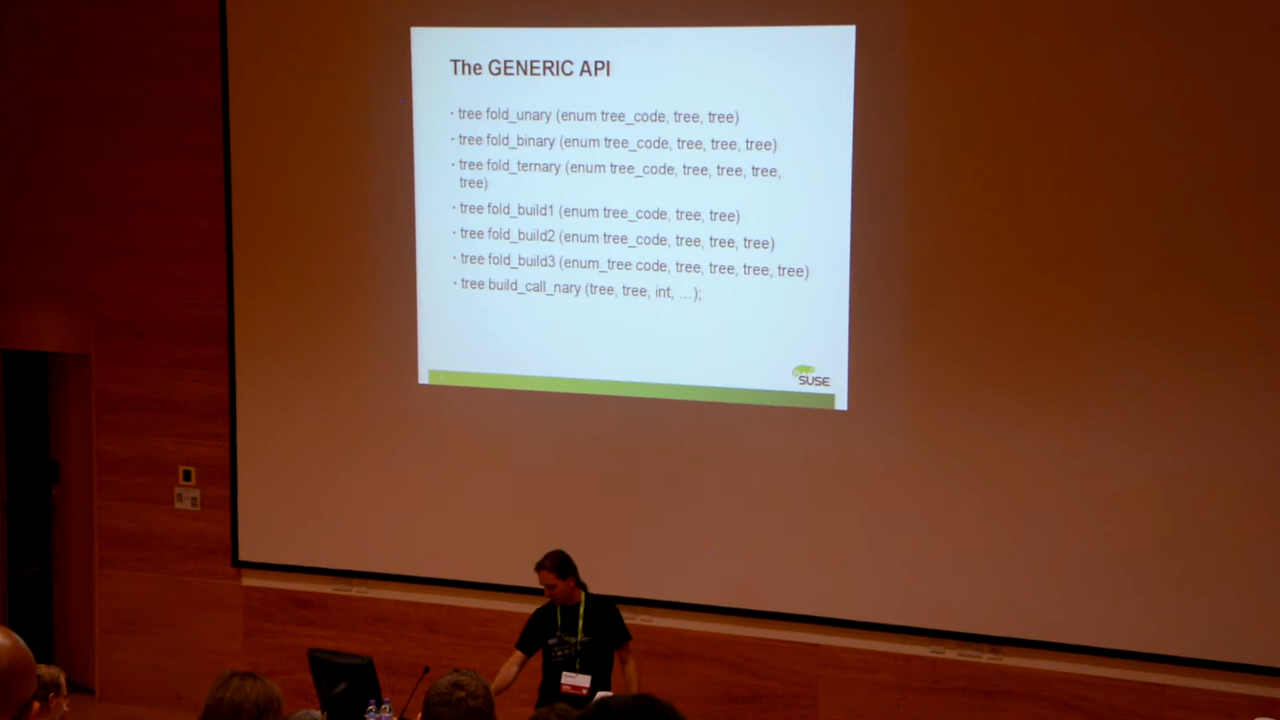 The GENERIC API
· tree fold_unary (enum tree_code, tree, tree)
· tree fold_binary (enum tree_code, tree, tree, tree)
· tree fold_ternary (enum tree_code, tree, tree, tree,
tree)
· tree fold_build1 (enum tree_code, tree, tree)
· tree fold_build2 (enum tree_code, tree, tree, tree)
· tree fold_build3 (enum_tree code, tree, tree, tree, tree)
· tree build_call_nary (tree, tree, int, ...);
SUSE